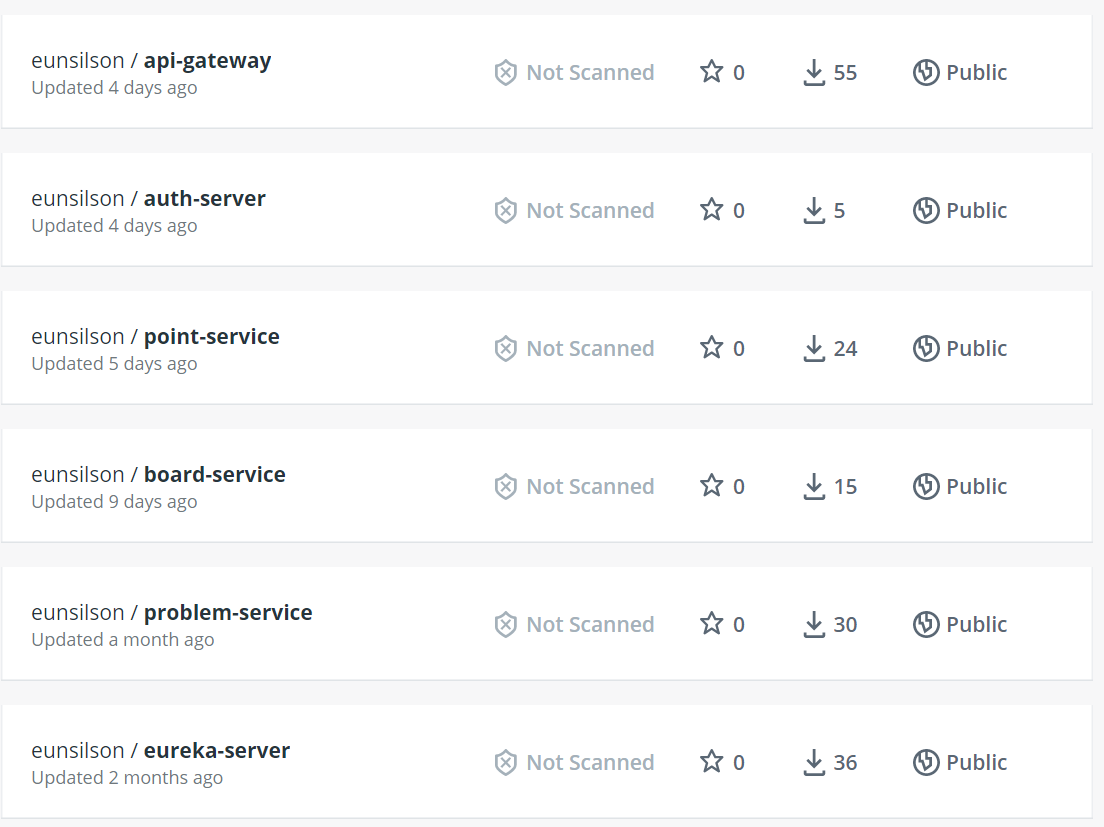 eunsilson / api-gateway
Updated 4 days ago
Not Scanned
0
55
Public
eunsilson / auth-server
Updated 4 days ago
Not Scanned
0
5
Public
eunsilson / point-service
Updated 5 days ago
Not Scanned
0
24
Public
eunsilson / board-service
Updated 9 days ago
Not Scanned
0
15
Public
eunsilson / problem-service
Updated a month ago
Not Scanned
0
30
Public
eunsilson / eureka-server
Updated 2 months ago
Not Scanned
0
36
Public